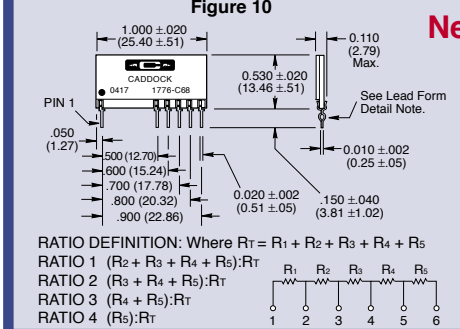 Figure 10
Ne
1.000 ±.020
(25.40 ±.51)
0.110
(2.79)
Max.
CADDOCK
0417 1776-C68
0.530 ±.020
(13.46 ±.51)
PIN 1
See Lead Form
Detail Note.
.050
(1.27)
.500 (12.70)
.600 (15.24)
.700 (17.78)
.800 (20.32)
.900 (22.86)
0.020 ±.002
(0.51 ±.05)
0.010 ±.002
(0.25 ±.05)
.150 ±.040
(3.81 ±1.02)
RATIO DEFINITION: Where RT = R1 + R2 + R3 + R4 + R5
RATIO 1 (R2 + R3 + R4 + R5):RT
RATIO 2 (R3 + R4 + R5):RT
RATIO 3 (R4 + R5):RT
RATIO 4 (R5):RT
R1 R2 R3 R4 R5
1 2 3 4 5 6